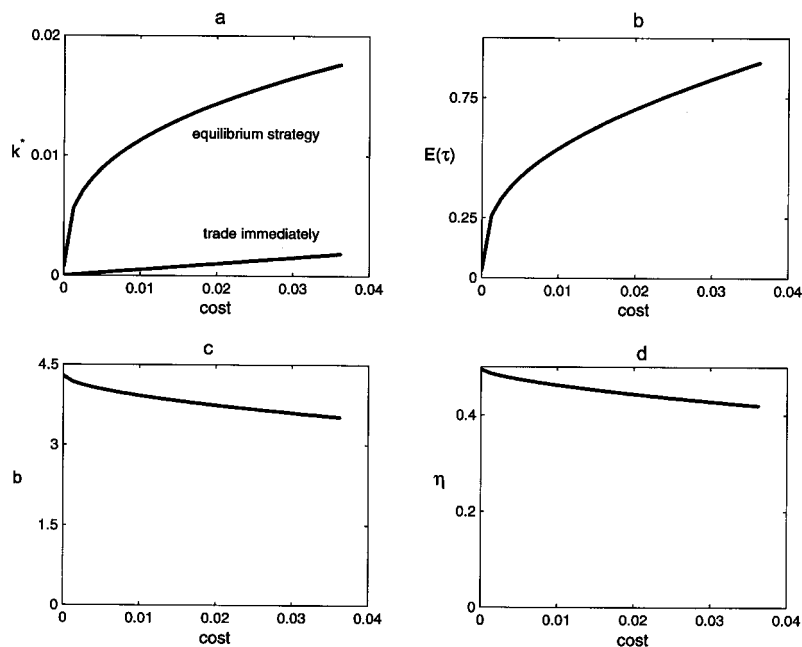 a
0.02
k*
0.01
equilibrium strategy
trade immediately
0
0 0.01 0.02 0.03 0.04
cost
b
0.75
E(τ)
0.25
0
0 0.01 0.02 0.03 0.04
cost
c
4.5
3
b
1.5
0
0 0.01 0.02 0.03 0.04
cost
d
0.4
η
0.2
0
0 0.01 0.02 0.03 0.04
cost